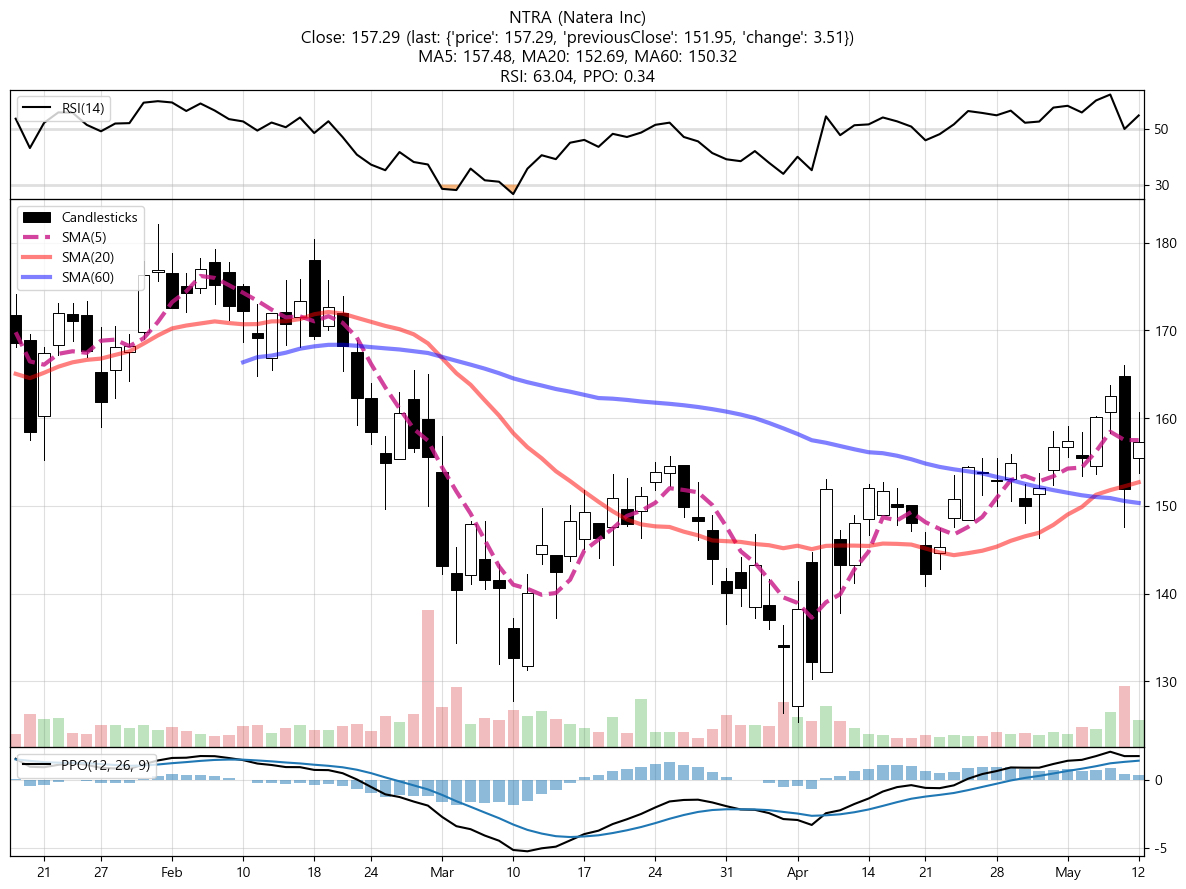 NTRA (Natera Inc)
Close: 157.29 (last: {'price': 157.29, 'previousClose': 151.95, 'change': 3.51})
MA5: 157.48, MA20: 152.69, MA60: 150.32
RSI: 63.04, PPO: 0.34
RSI(14)
50
30
Candlesticks
SMA(5)
SMA(20)
SMA(60)
180
170
160
150
140
130
PPO(12, 26, 9)
0
-5
21 27 Feb 10 18 24 Mar 10 17 24 31 Apr 14 21 28 May 12